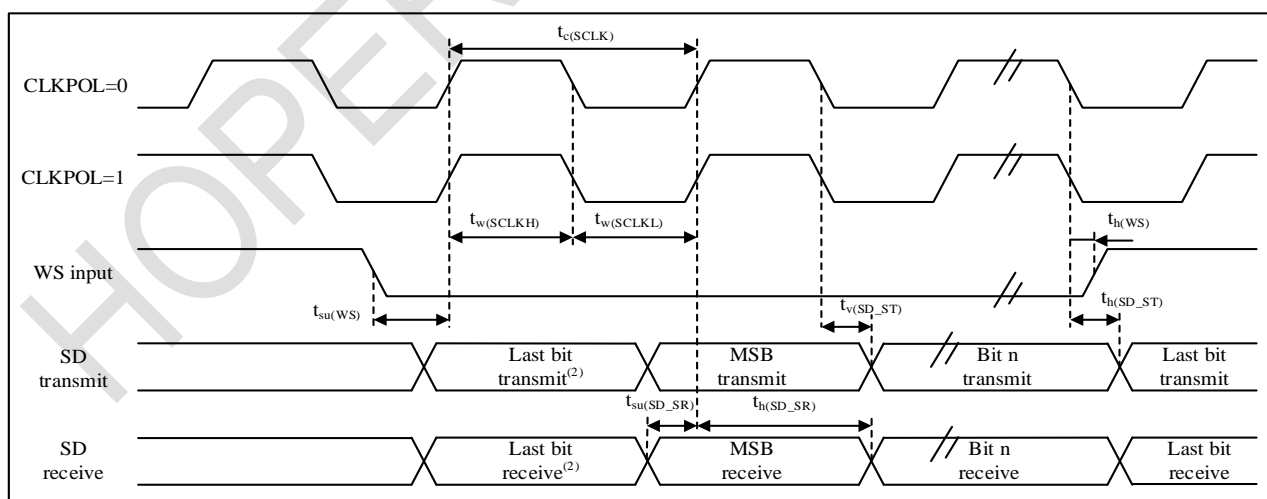 tc(SCLK)
CLKPOL=0
CLKPOL=1
tw(SCLKH)
tw(SCLKL)
th(WS)
WS input
tsu(WS)
tv(SD_ST)
th(SD_ST)
SD
transmit
Last bit
transmit(2)
MSB
transmit
Bit n
transmit
Last bit
transmit
tsu(SD_SR)
th(SD_SR)
SD
receive
Last bit
receive(2)
MSB
receive
Bit n
receive
Last bit
receive